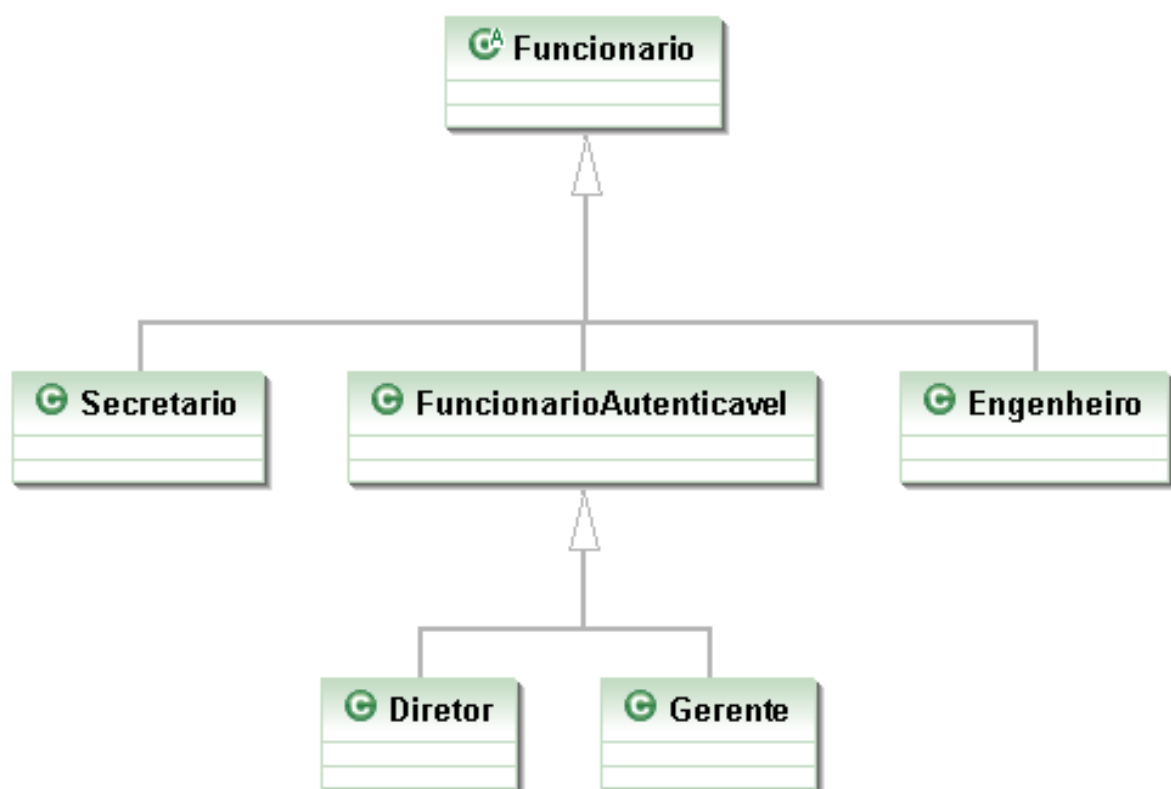 Funcionario
Secretario
FuncionarioAutenticavel
Engenheiro
Diretor
Gerente